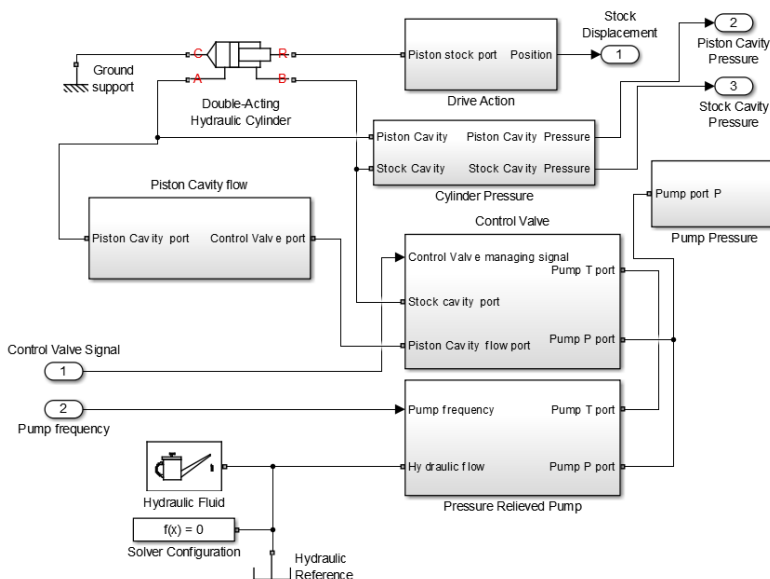 Stock
Displacement
2
Piston Cavity
Pressure
C
R
A
B
Ground
support
Double-Acting
Hydraulic Cylinder
Piston stock port
Position
Drive Action
1
3
Stock Cavity
Pressure
Piston Cavity
Piston Cavity Pressure
Stock Cavity
Stock Cavity Pressure
Cylinder Pressure
Piston Cavity flow
Piston Cavity port
Control Valve port
Pump port P
Pump Pressure
Control Valve
Control Valve managing signal
Pump T port
Stock cavity port
Piston Cavity flow port
Pump P port
Control Valve Signal
1
2
Pump frequency
Pump frequency
Pump T port
Hydraulic flow
Pump P port
Pressure Relieved Pump
Hydraulic Fluid
f(x) = 0
Solver Configuration
Hydraulic
Reference